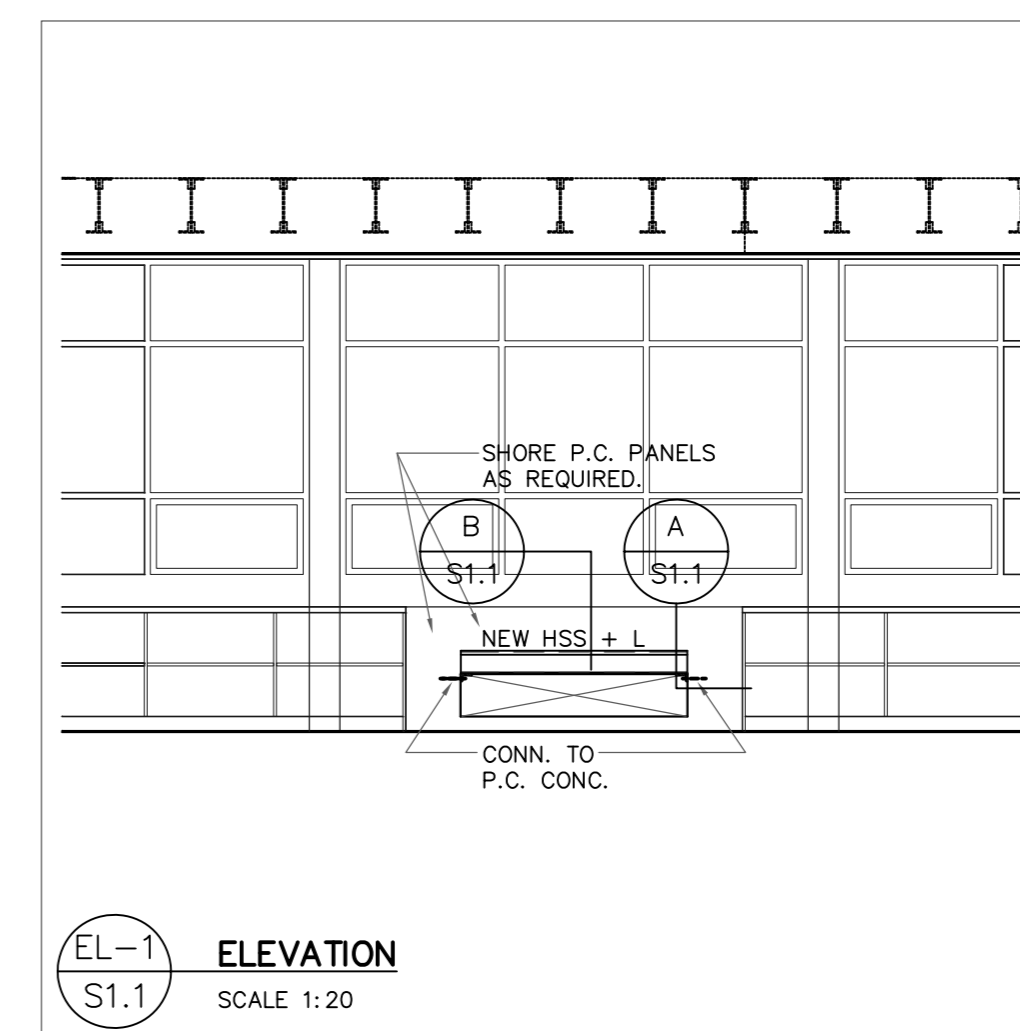 SHORE P.C. PANELS
AS REQUIRED.
B
S1.1
A
S1.1
NEW HSS + L
CONN. TO
P.C. CONC.
EL-1
S1.1
ELEVATION
SCALE 1:20